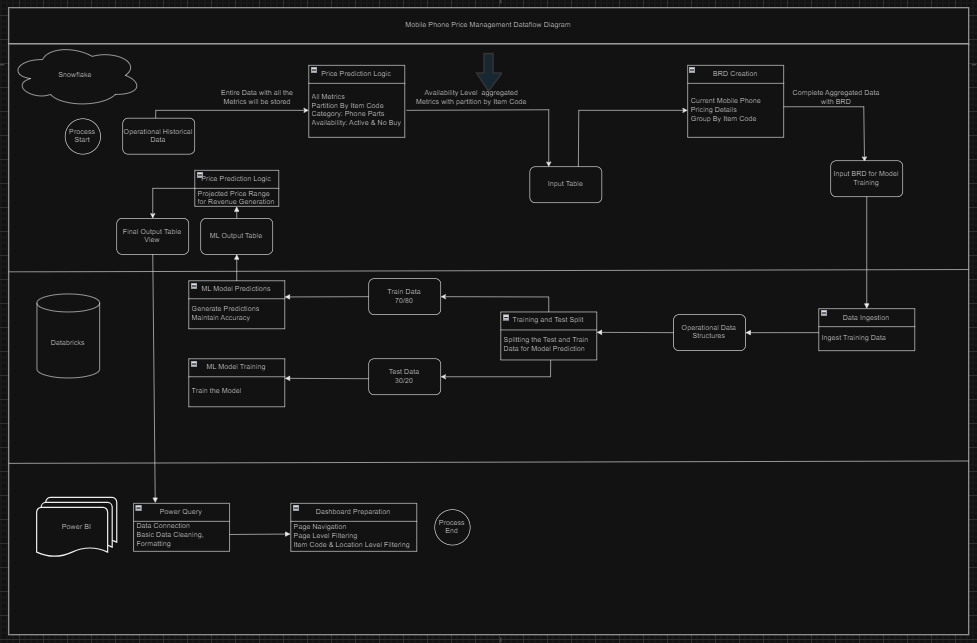 Mobile Phone Price Management Dataflow Diagram
Snowflake
Process
Start
Operational Historical
Data
Entire Data with all the
Metrics will be stored
Price Prediction Logic
All Metrics
Partition By Item Code
Category: Phone Parts
Availability: Active & No Buy
Availability Level aggregated
Metrics with partition by Item Code
Input Table
BRD Creation
Current Mobile Phone
Pricing Details
Group By Item Code
Complete Aggregated Data
with BRD
Input BRD for Model
Training
Price Prediction Logic
Projected Price Range
for Revenue Generation
Final Output Table
View
ML Output Table
Databricks
ML Model Predictions
Generate Predictions
Maintain Accuracy
Train Data
70/80
Training and Test Split
Splitting the Test and Train
Data for Model Prediction
Operational Data
Structures
Data Ingestion
Ingest Training Data
ML Model Training
Train the Model
Test Data
30/20
Power BI
Power Query
Data Connection
Basic Data Cleaning,
Formatting
Dashboard Preparation
Page Navigation
Page Level Filtering
Item Code & Location Level Filtering
Process
End